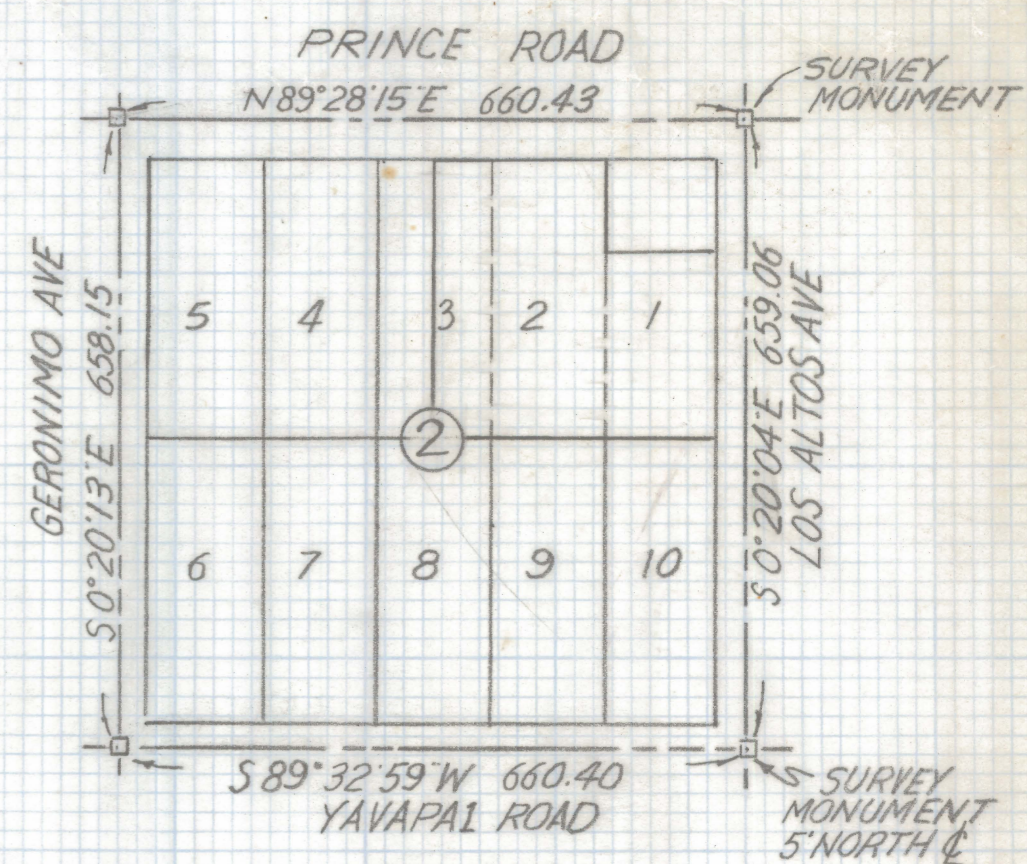 PRINCE ROAD
N 89°28'15"E 660.43
SURVEY
MONUMENT
GERONIMO AVE
S 0°20'13"E 658.15
5
4
3
2
1
S 0°20'04"E 659.06
LOS ALTOS AVE
2
6
7
8
9
10
S 89°32'59"W 660.40
YAVAPAI ROAD
SURVEY
MONUMENT
5' NORTH ℄